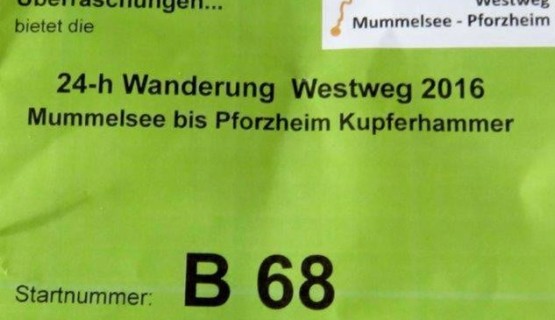 Überraschungen...
bietet die
Westweg
Mummelsee - Pforzheim
24-h Wanderung Westweg 2016
Mummelsee bis Pforzheim Kupferhammer
Startnummer: B 68